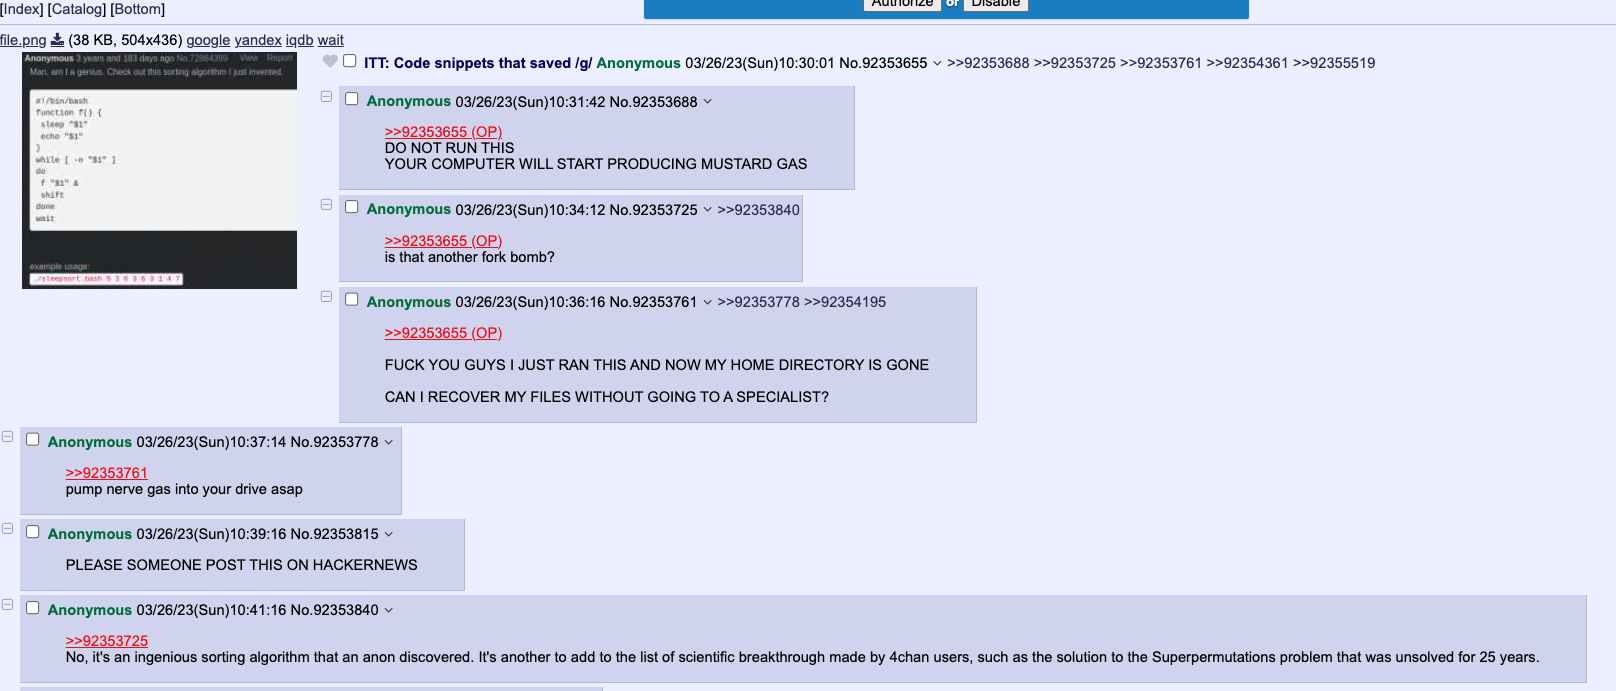 [Index] [Catalog] [Bottom]
Authorize or Disable
file.png (38 KB, 504x436) google yandex iqdb wait
Anonymous 3 years and 183 days ago No.72884399 View Report
Man, am I a genius. Check out this sorting algorithm I just invented.
#!/bin/bash
function f() {
sleep "$1"
echo "$1"
}
while [ -n "$1" ]
do
f "$1" &
shift
done
wait
example usage:
./sleepsort.bash 5 3 6 3 6 3 1 4 7
ITT: Code snippets that saved /g/ Anonymous 03/26/23(Sun)10:30:01 No.92353655 >>92353688 >>92353725 >>92353761 >>92354361 >>92355519
Anonymous 03/26/23(Sun)10:31:42 No.92353688
>>92353655 (OP)
DO NOT RUN THIS
YOUR COMPUTER WILL START PRODUCING MUSTARD GAS
Anonymous 03/26/23(Sun)10:34:12 No.92353725 >>92353840
>>92353655 (OP)
is that another fork bomb?
Anonymous 03/26/23(Sun)10:36:16 No.92353761 >>92353778 >>92354195
>>92353655 (OP)
FUCK YOU GUYS I JUST RAN THIS AND NOW MY HOME DIRECTORY IS GONE
CAN I RECOVER MY FILES WITHOUT GOING TO A SPECIALIST?
Anonymous 03/26/23(Sun)10:37:14 No.92353778
>>92353761
pump nerve gas into your drive asap
Anonymous 03/26/23(Sun)10:39:16 No.92353815
PLEASE SOMEONE POST THIS ON HACKERNEWS
Anonymous 03/26/23(Sun)10:41:16 No.92353840
>>92353725
No, it's an ingenious sorting algorithm that an anon discovered. It's another to add to the list of scientific breakthrough made by 4chan users, such as the solution to the Superpermutations problem that was unsolved for 25 years.